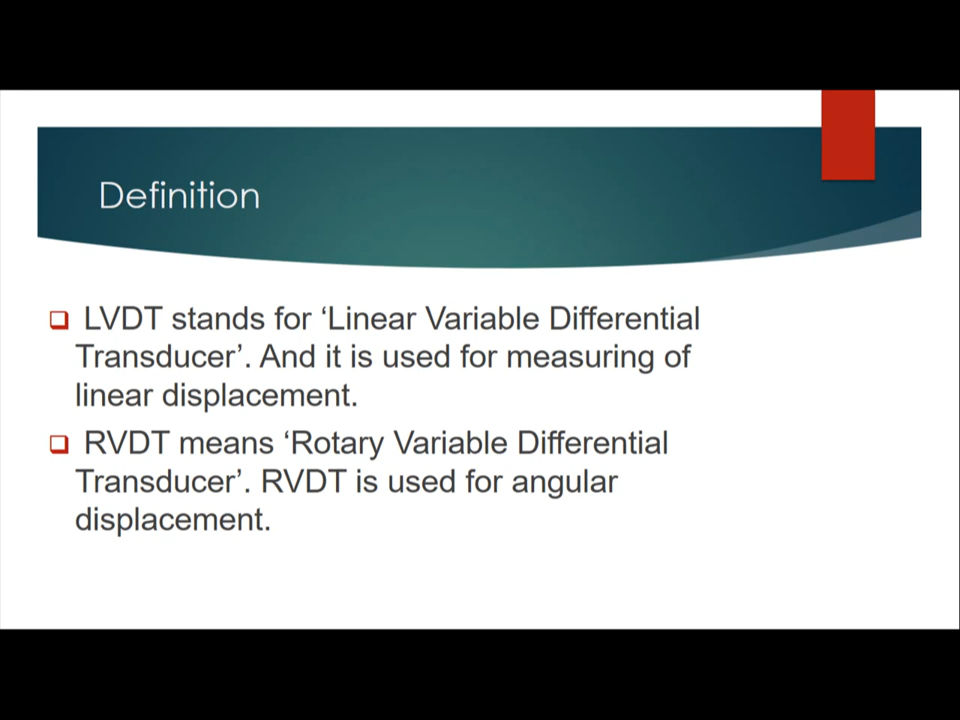 Definition
LVDT stands for ‘Linear Variable Differential
Transducer’. And it is used for measuring of
linear displacement.
RVDT means ‘Rotary Variable Differential
Transducer’. RVDT is used for angular
displacement.